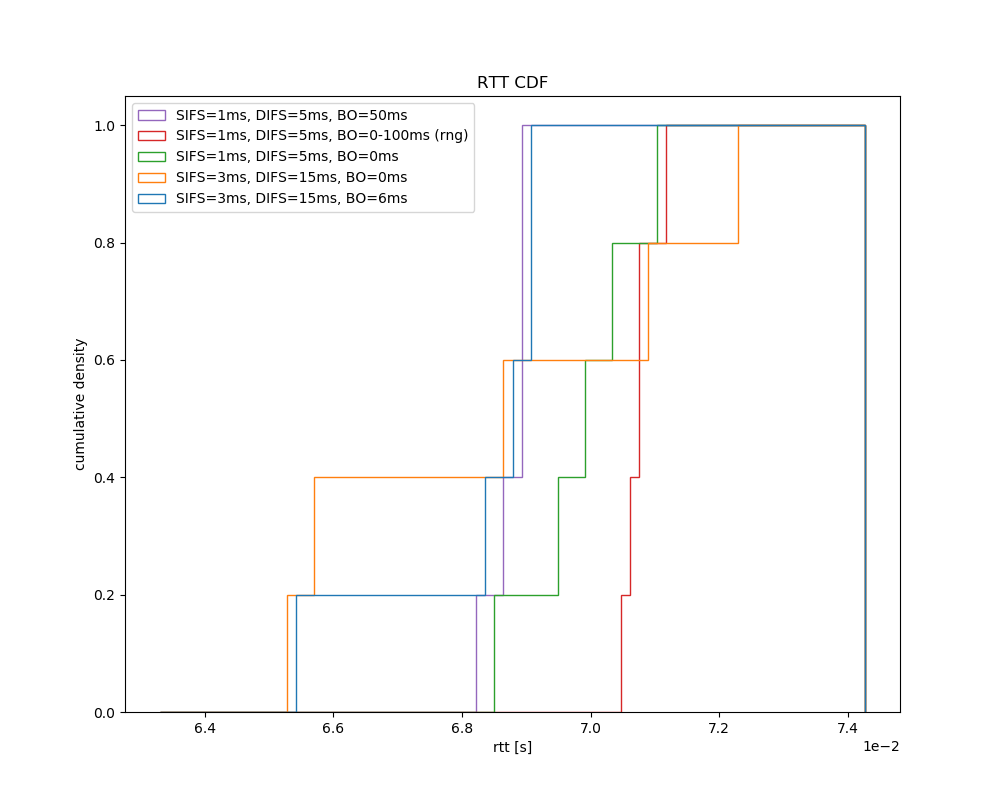 RTT CDF
SIFS=1ms, DIFS=5ms, BO=50ms
SIFS=1ms, DIFS=5ms, BO=0-100ms (rng)
SIFS=1ms, DIFS=5ms, BO=0ms
SIFS=3ms, DIFS=15ms, BO=0ms
SIFS=3ms, DIFS=15ms, BO=6ms
cumulative density
1.0
0.8
0.6
0.4
0.2
0.0
6.4 6.6 6.8 7.0 7.2 7.4
rtt [s]
1e−2